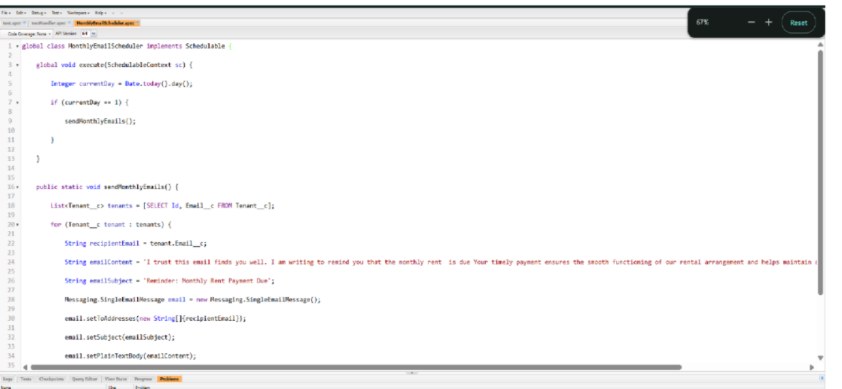 File • Edit • Debug • Test • Workspace • Help • < >
MonthlyEmailScheduler.apxc
Code Coverage: None • API Version: 64
67% − + Reset
1 global class MonthlyEmailScheduler implements Schedulable {
2
3 global void execute(SchedulableContext sc) {
4
5 Integer currentDay = Date.today().day();
6
7 if (currentDay == 1) {
8
9 sendMonthlyEmails();
10
11 }
12
13 }
14
15
16 public static void sendMonthlyEmails() {
17
18 List<Tenant__c> tenants = [SELECT Id, Email__c FROM Tenant__c];
19
20 for (Tenant__c tenant : tenants) {
21
22 String recipientEmail = tenant.Email__c;
23
24 String emailContent = 'I trust this email finds you well. I am writing to remind you that the monthly rent is due Your timely payment ensures the smooth functioning of our rental arrangement and helps maintain a
25
26 String emailSubject = 'Reminder: Monthly Rent Payment Due';
27
28 Messaging.SingleEmailMessage email = new Messaging.SingleEmailMessage();
29
30 email.setToAddresses(new String[]{recipientEmail});
31
32 email.setSubject(emailSubject);
33
34 email.setPlainTextBody(emailContent);
35
Logs Tests Checkpoints Query Editor View State Progress Problems
Name Line Problem